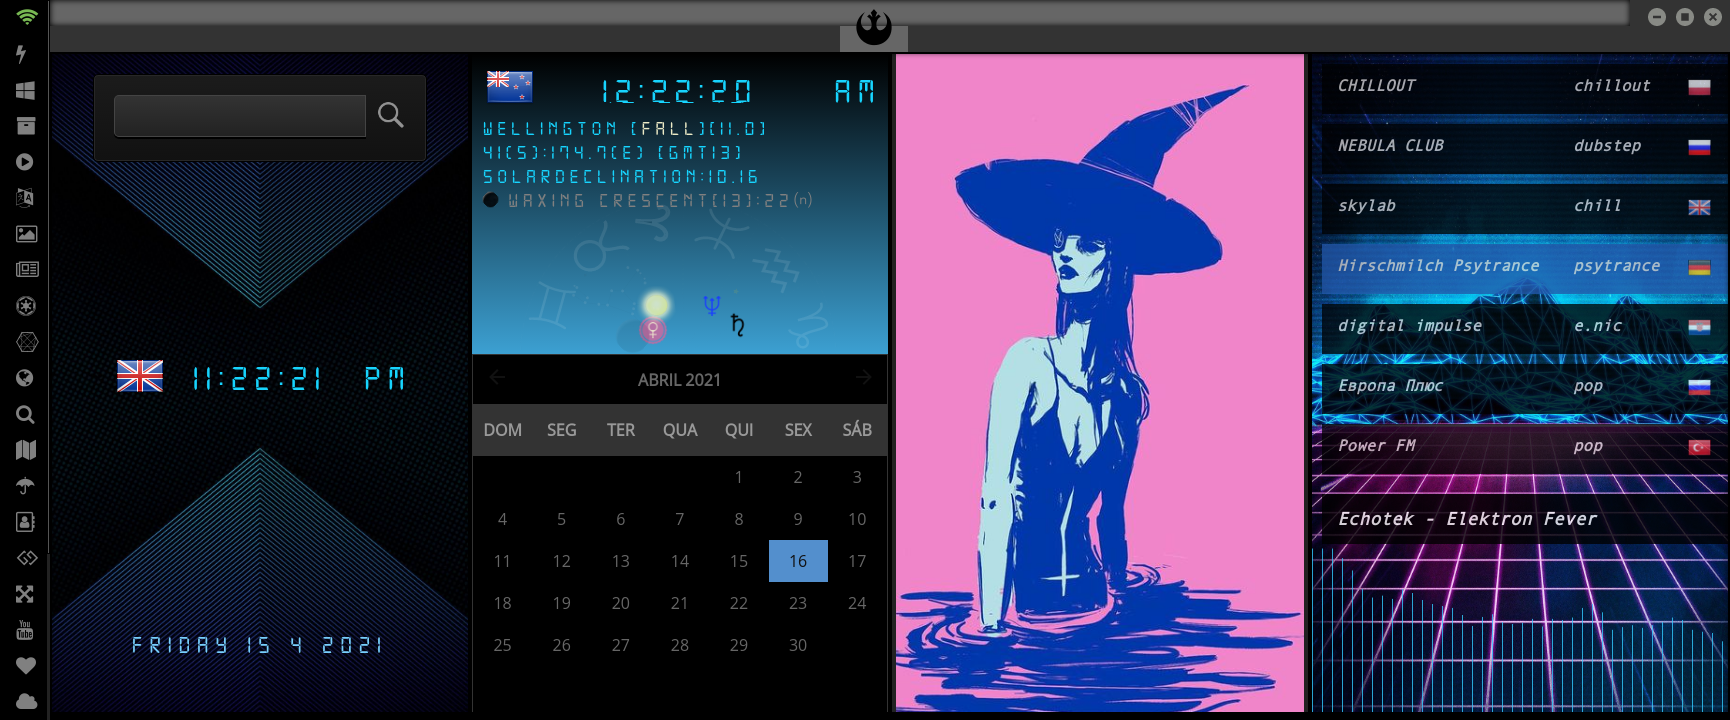 11:22:21 PM
FRIDAY 15 4 2021
12:22:20 AM
WELLINGTON [FALL][11.0]
41(S):174.7(E) [GMT13]
SOLARDECLINATION:10.16
WAXING CRESCENT[13]:22(n)
ABRIL 2021
DOM SEG TER QUA QUI SEX SÁB
1 2 3
4 5 6 7 8 9 10
11 12 13 14 15 16 17
18 19 20 21 22 23 24
25 26 27 28 29 30
CHILLOUT chillout
NEBULA CLUB dubstep
skylab chill
Hirschmilch Psytrance psytrance
digital impulse e.nic
Европа Плюс pop
Power FM pop
Echotek - Elektron Fever
You
Tube